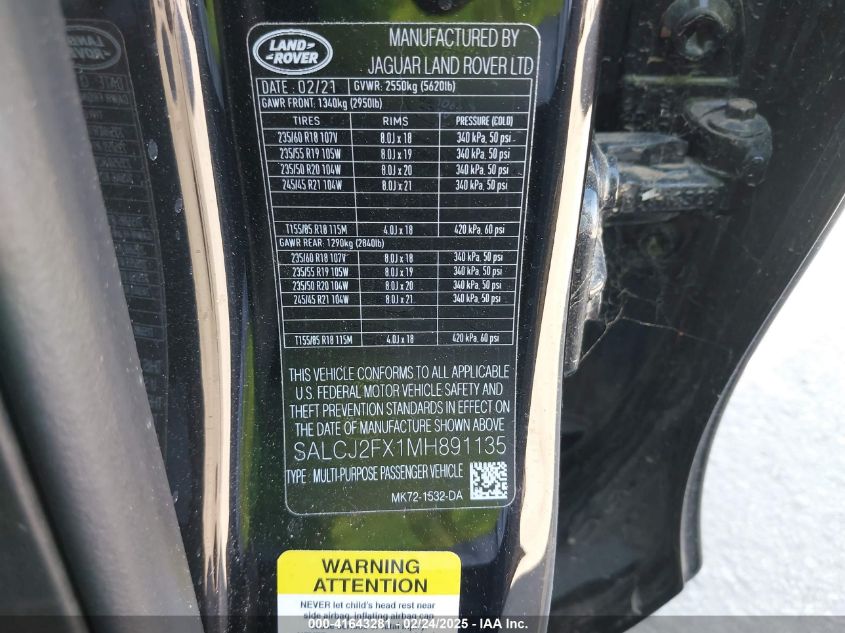 LAND-
-ROVER
MANUFACTURED BY
JAGUAR LAND ROVER LTD
DATE: 02/21 GVWR: 2550kg (5620lb)
GAWR FRONT: 1340kg (2950lb)
TIRES RIMS PRESSURE (COLD)
235/60 R18 107V 8.0J x 18 340 kPa, 50 psi
235/55 R19 105W 8.0J x 19 340 kPa, 50 psi
235/50 R20 104W 8.0J x 20 340 kPa, 50 psi
245/45 R21 104W 8.0J x 21 340 kPa, 50 psi
T155/85 R18 115M 4.0J x 18 420 kPa, 60 psi
GAWR REAR: 1290kg (2840lb)
235/60 R18 107V 8.0J x 18 340 kPa, 50 psi
235/55 R19 105W 8.0J x 19 340 kPa, 50 psi
235/50 R20 104W 8.0J x 20 340 kPa, 50 psi
245/45 R21 104W 8.0J x 21 340 kPa, 50 psi
T155/85 R18 115M 4.0J x 18 420 kPa, 60 psi
THIS VEHICLE CONFORMS TO ALL APPLICABLE
U.S. FEDERAL MOTOR VEHICLE SAFETY AND
THEFT PREVENTION STANDARDS IN EFFECT ON
THE DATE OF MANUFACTURE SHOWN ABOVE
SALCJ2FX1MH891135
TYPE: MULTI-PURPOSE PASSENGER VEHICLE
MK72-1532-DA
WARNING
ATTENTION
NEVER let child's head rest near
side airbag, inflating airbag can
000-41643281 - 02/24/2025 - IAA Inc.